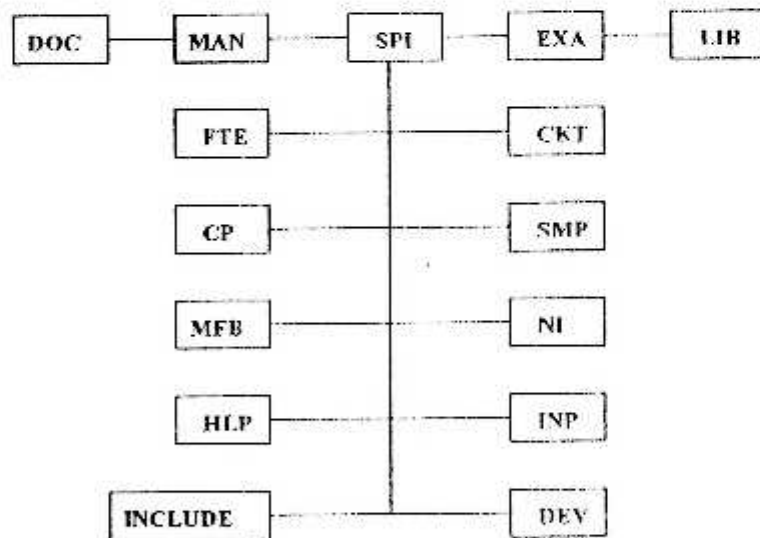 DOC MAN SPI EXA LIB
FTE CKT
CP SMP
MFB NI
HLP INP
INCLUDE DEV